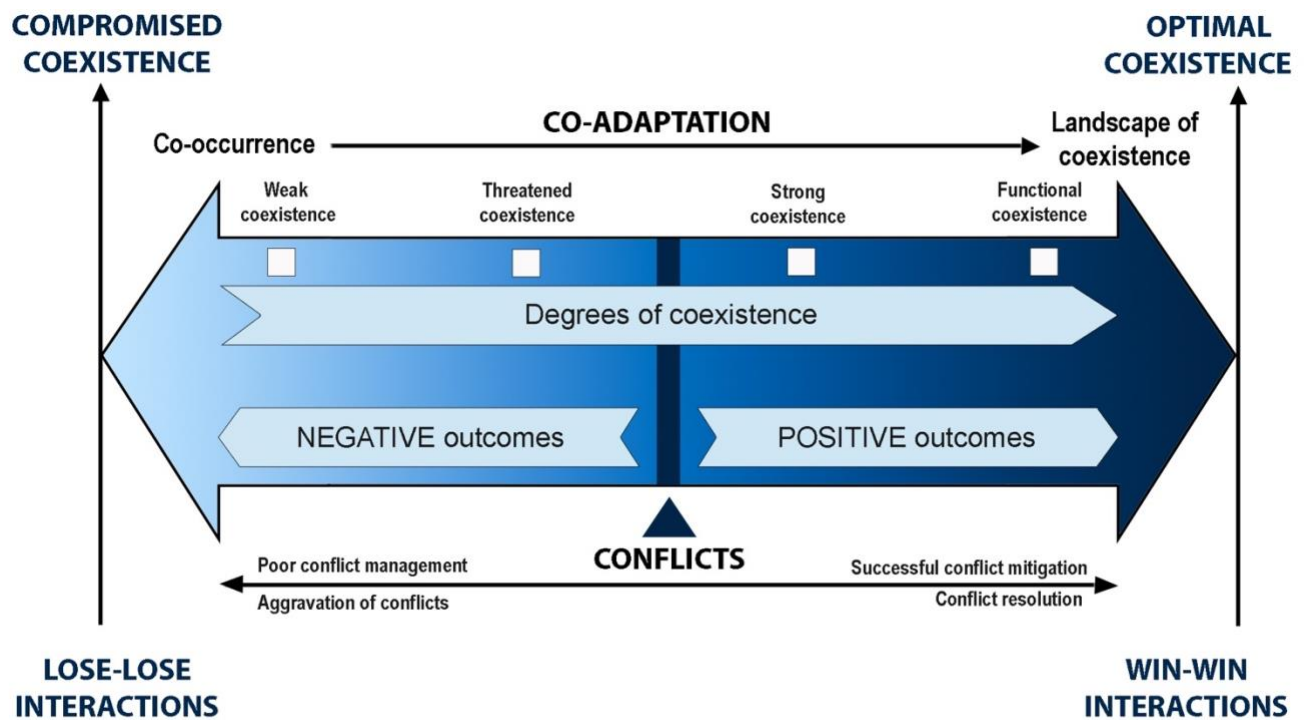 COMPROMISED
COEXISTENCE
OPTIMAL
COEXISTENCE
CO-ADAPTATION
Co-occurrence
Landscape of
coexistence
Weak
coexistence
Threatened
coexistence
Strong
coexistence
Functional
coexistence
Degrees of coexistence
NEGATIVE outcomes
POSITIVE outcomes
CONFLICTS
Poor conflict management
Aggravation of conflicts
Successful conflict mitigation
Conflict resolution
LOSE-LOSE
INTERACTIONS
WIN-WIN
INTERACTIONS